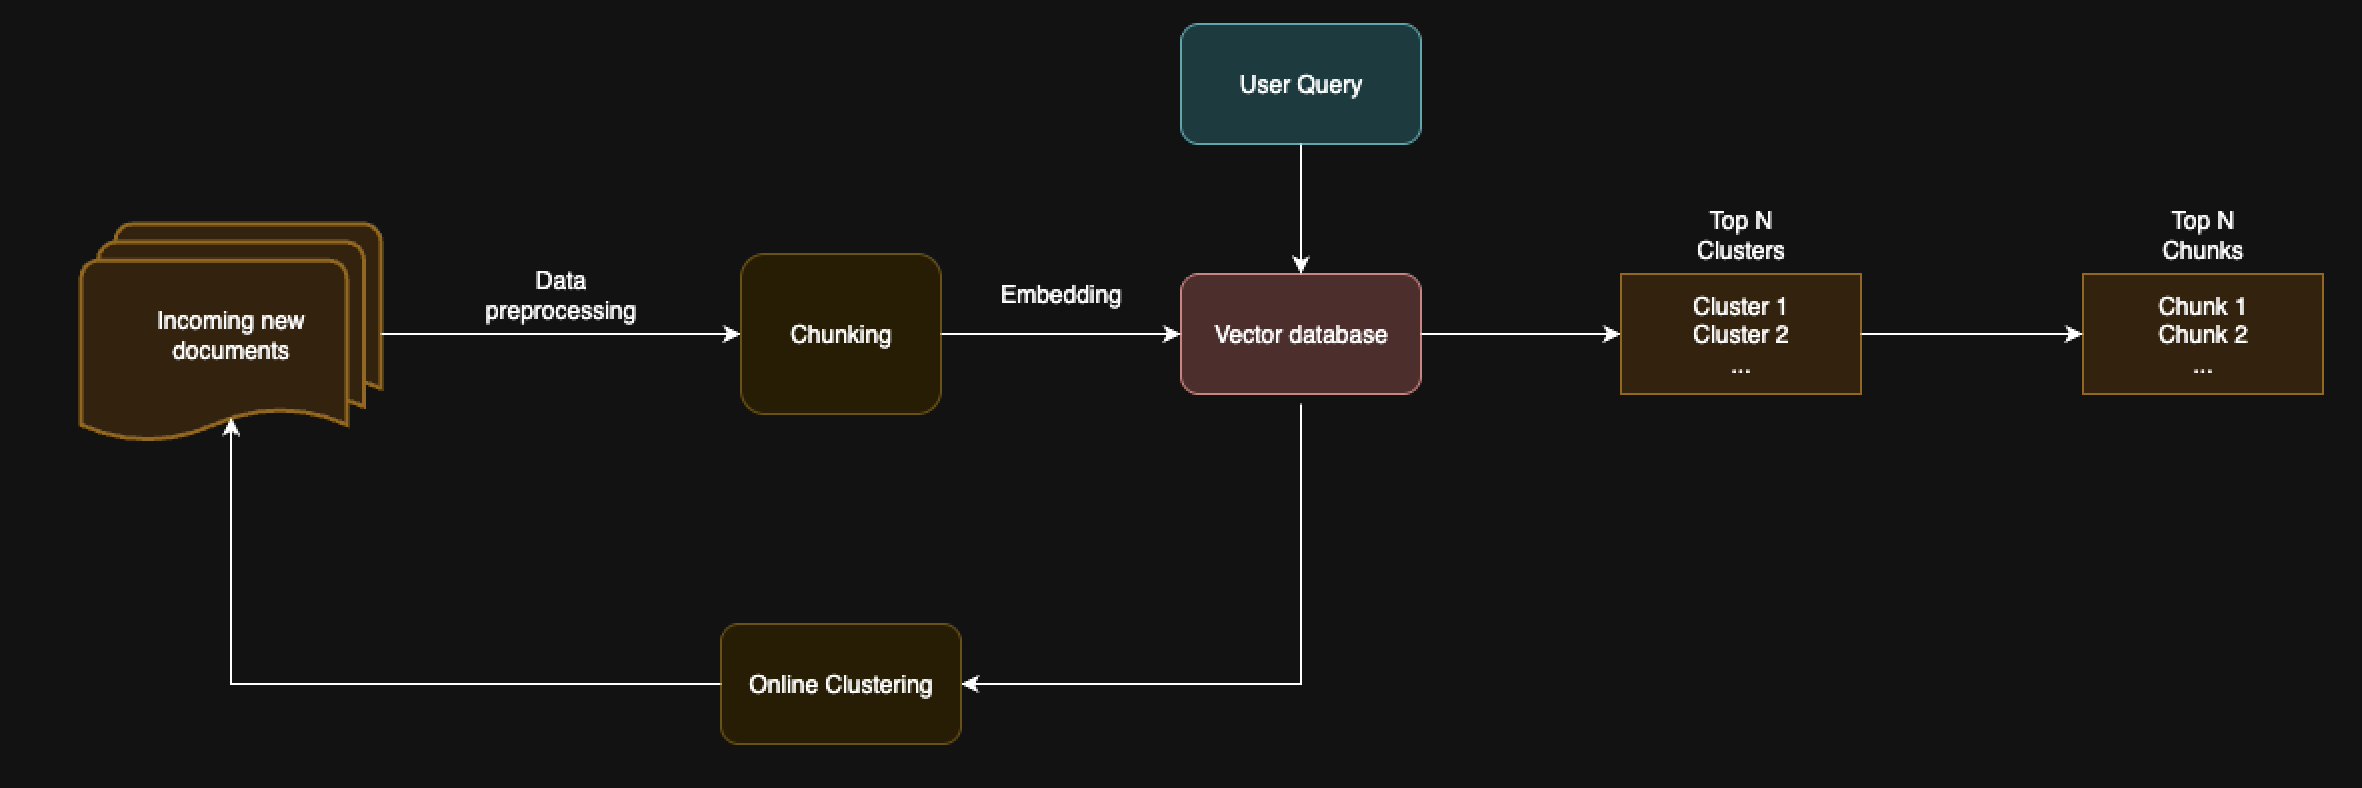 User Query
Incoming new
documents
Data
preprocessing
Chunking
Embedding
Vector database
Top N
Clusters
Cluster 1
Cluster 2
...
Top N
Chunks
Chunk 1
Chunk 2
...
Online Clustering